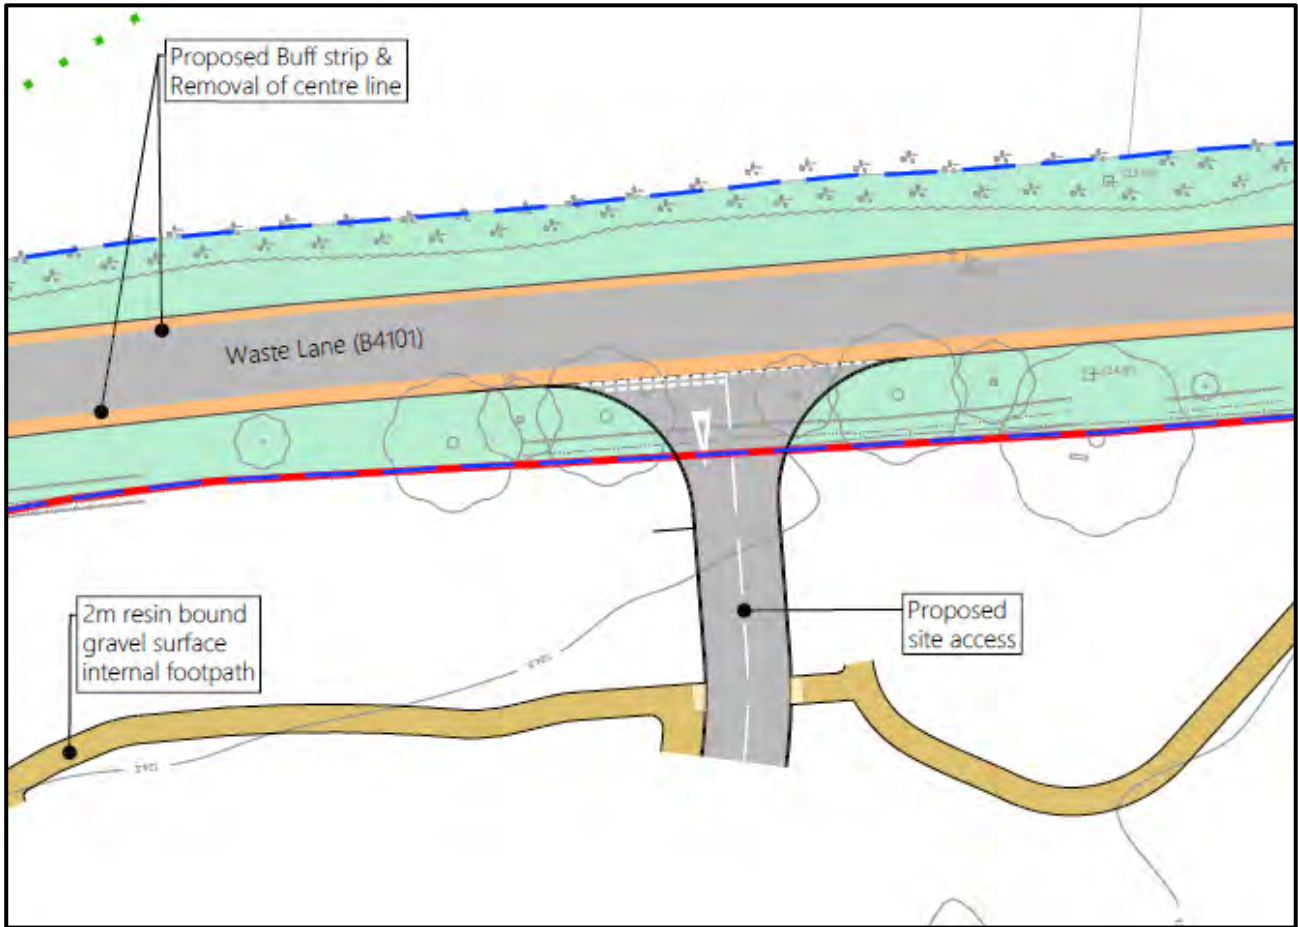 Proposed Buff strip &
Removal of centre line
Waste Lane (B4101)
2m resin bound
gravel surface
internal footpath
Proposed
site access